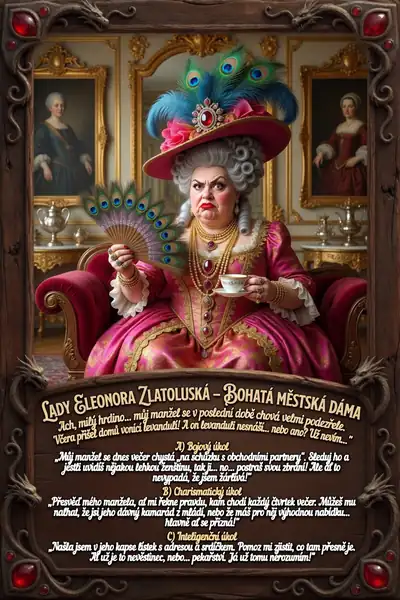 Lady Eleonora Zlatoluská – Bohatá městská dáma
„Ach, milý hrdino... můj manžel se v poslední době chová velmi podezřele.
Včera přišel domů vonící levandulí! A on levanduli nesnáší... nebo ano? Už nevím...“
A) Bojový úkol
„Můj manžel se dnes večer chystá „na schůzku s obchodními partnery“. Sleduj ho a
jestli uvidíš nějakou lehkou ženštinu, tak ji... no... postraš svou zbraní! Ale ať to
nevypadá, že jsem žárlivá!“
B) Charismatický úkol
„Přesvěď mého manžela, ať mi řekne pravdu, kam chodí každý čtvrtek večer. Můžeš mu
nalhat, že jsi jeho dávný kamarád z mládí, nebo že máš pro něj výhodnou nabídku...
hlavně ať se přizná!“
C) Inteligenční úkol
„Našla jsem v jeho kapse lístek s adresou a srdíčkem. Pomoz mi zjistit, co tam přesně je.
Ať už je to nevěstinec, nebo... pekařství. Já už tomu nerozumím!“